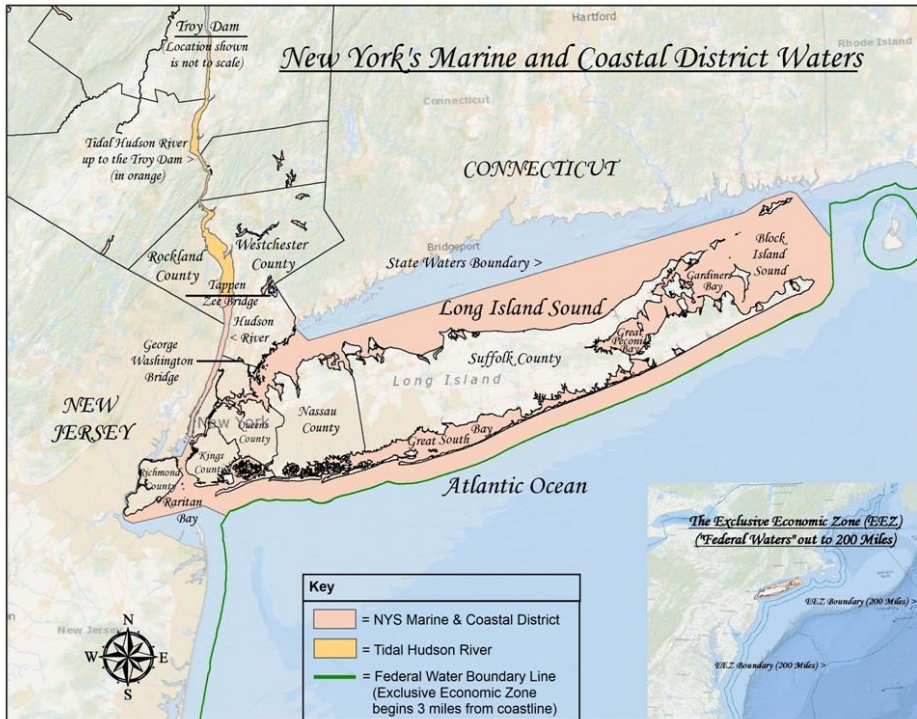 Troy Dam
(Location shown
is not to scale)
Hartford
Rhode Island
New York's Marine and Coastal District Waters
Connecticut
Tidal Hudson River
up to the Troy Dam >
(in orange)
CONNECTICUT
Bridgeport
State Waters Boundary >
Rockland
County
Westchester
County
Tappen
Zee Bridge
Hudson
< River
George
Washington
Bridge
Block
Island
Sound
Gardiners
Bay
Long Island Sound
Great
Peconic
Bay
Suffolk County
Long Island
NEW
JERSEY
New York
Queens
County
Nassau
County
Kings
County
Richmond
County
Raritan
Bay
Great South
Bay
Atlantic Ocean
New Jersey
N
W
E
S
Key
= NYS Marine & Coastal District
= Tidal Hudson River
= Federal Water Boundary Line
(Exclusive Economic Zone
begins 3 miles from coastline)
The Exclusive Economic Zone (EEZ)
("Federal Waters" out to 200 Miles)
EEZ Boundary (200 Miles) >
EEZ Boundary (200 Miles) >